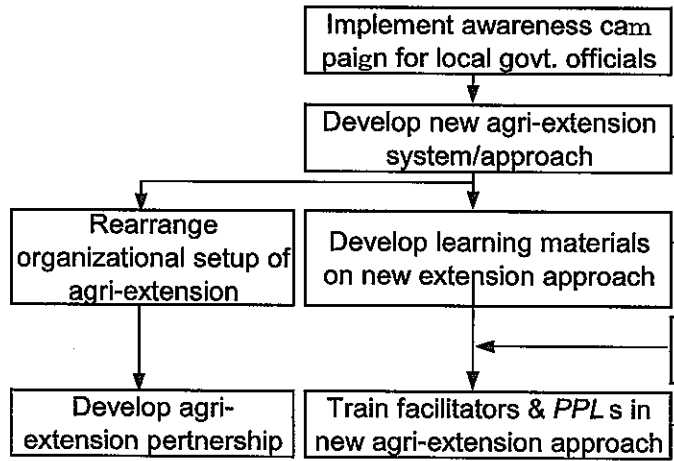 Implement awareness cam
paign for local govt. officials
Develop new agri-extension
system/approach
Rearrange
organizational setup of
agri-extension
Develop learning materials
on new extension approach
Develop agri-
extension pertnership
Train facilitators & PPL s in
new agri-extension approach